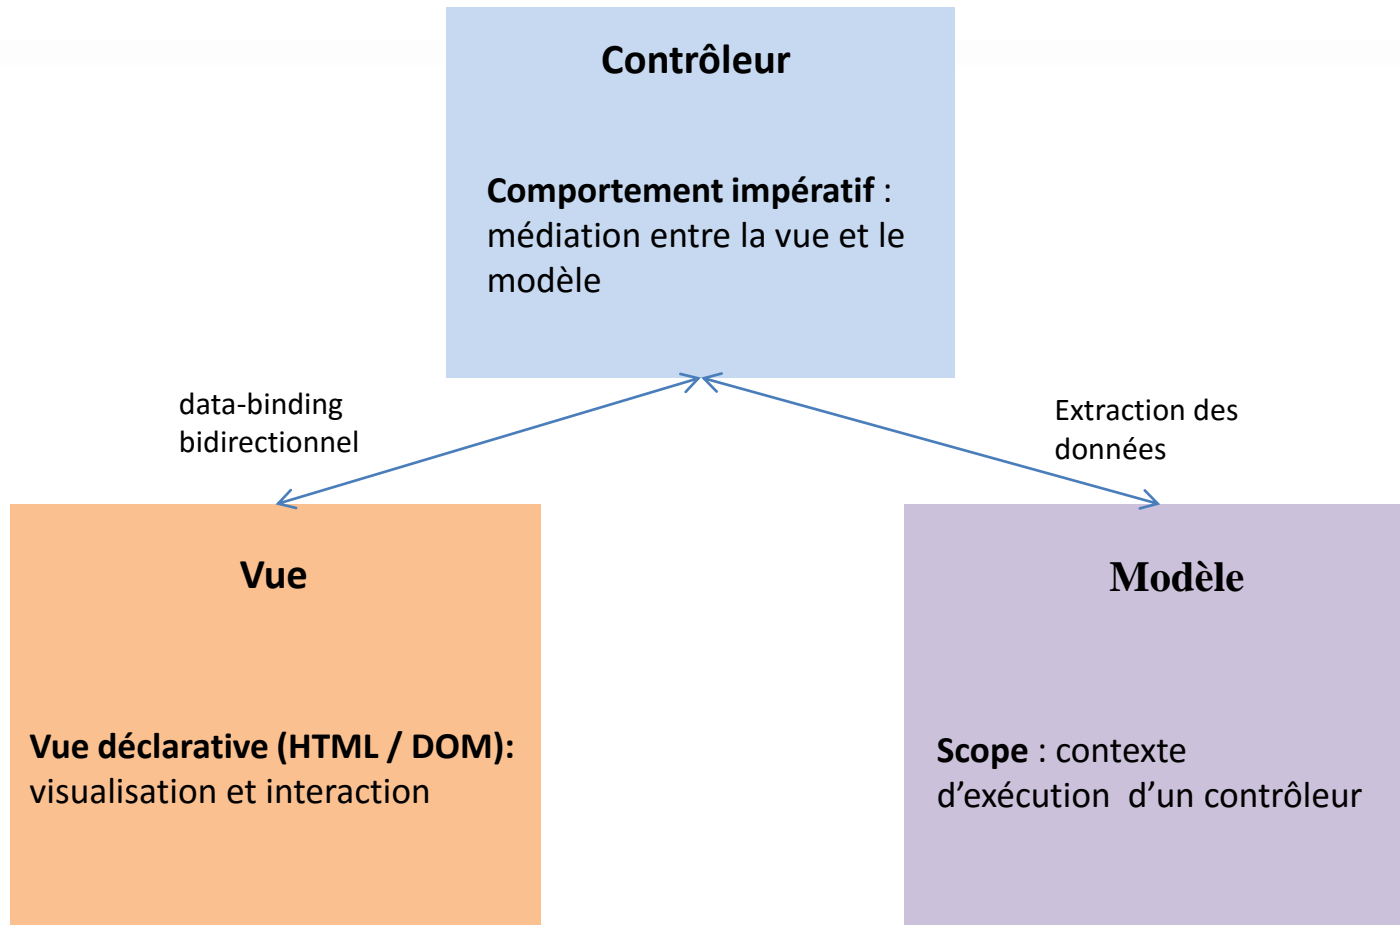 Contrôleur
Comportement impératif :
médiation entre la vue et le
modèle
data-binding
bidirectionnel
Extraction des
données
Vue
Vue déclarative (HTML / DOM):
visualisation et interaction
Modèle
Scope : contexte
d’exécution  d’un contrôleur